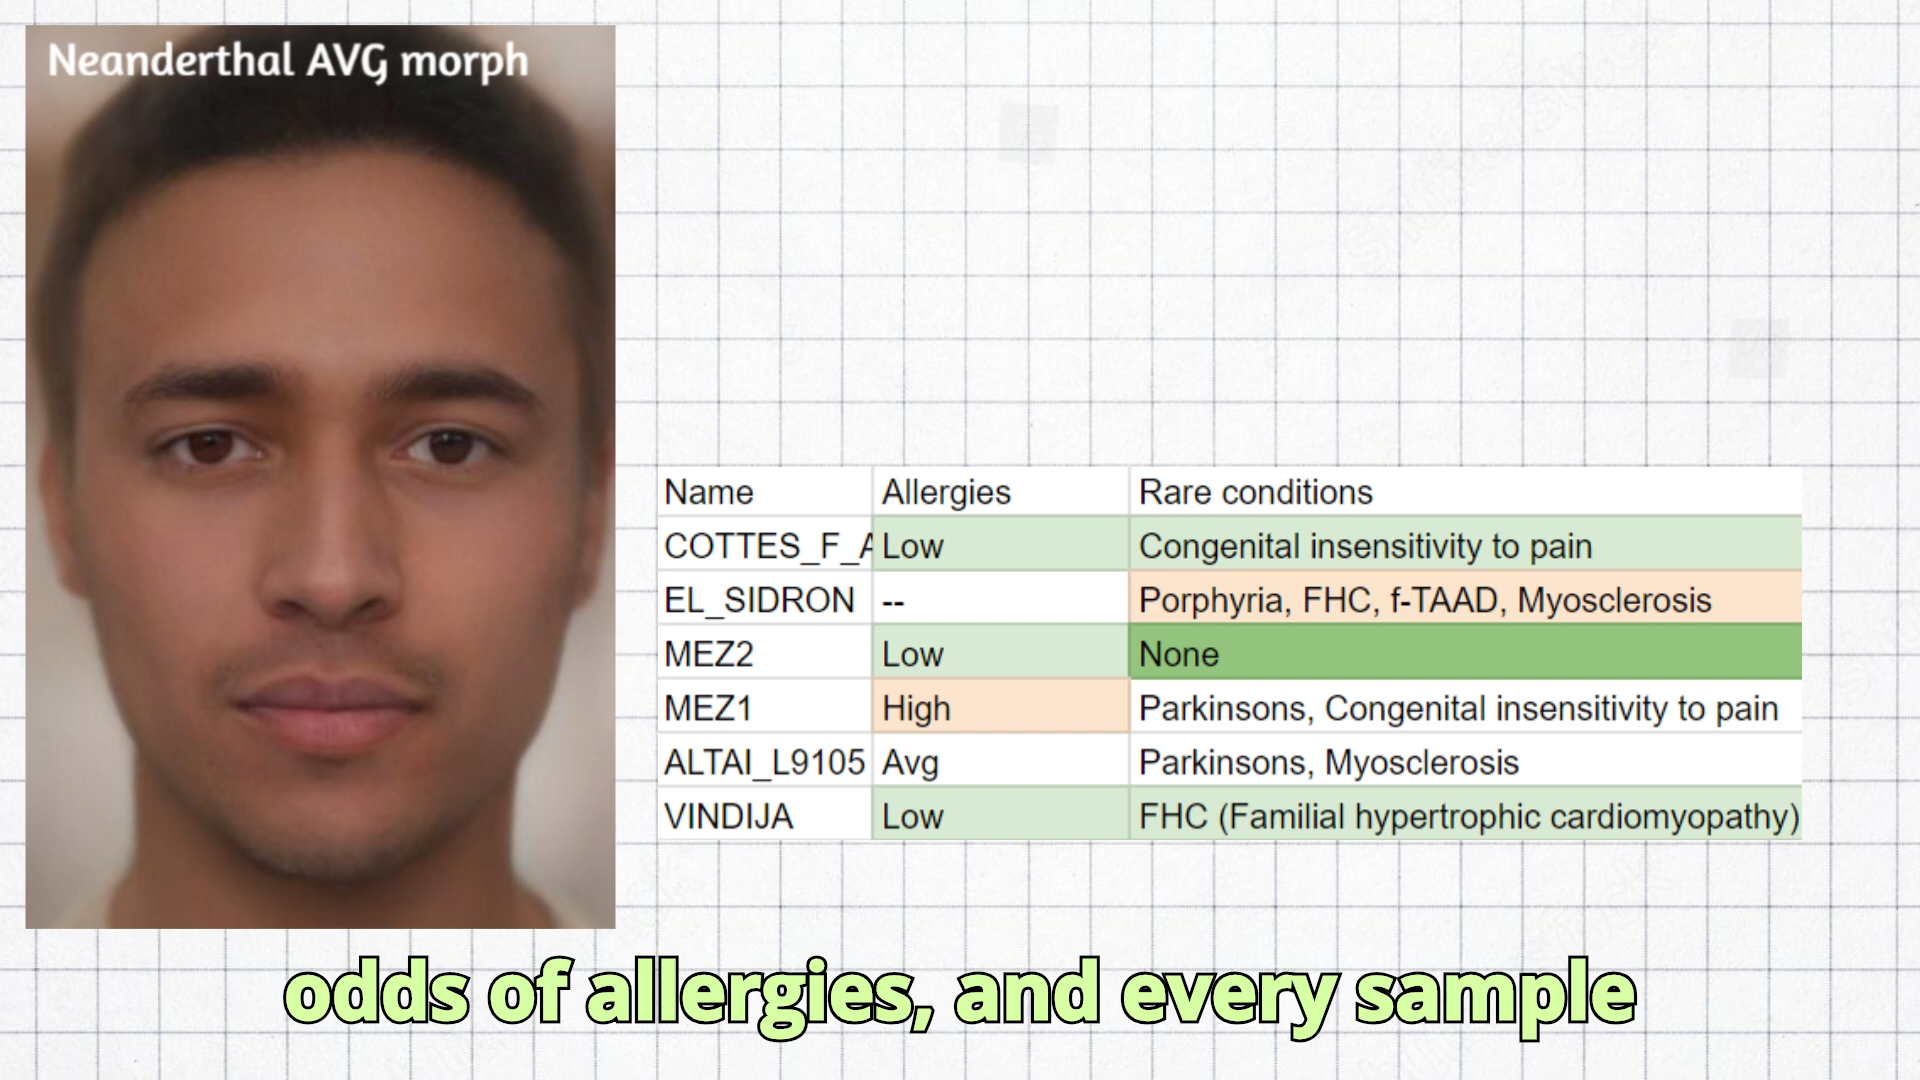 Neanderthal AVG morph
Name Allergies Rare conditions
COTTES_F_A Low Congenital insensitivity to pain
EL_SIDRON -- Porphyria, FHC, f-TAAD, Myosclerosis
MEZ2 Low None
MEZ1 High Parkinsons, Congenital insensitivity to pain
ALTAI_L9105 Avg Parkinsons, Myosclerosis
VINDIJA Low FHC (Familial hypertrophic cardiomyopathy)
odds of allergies, and every sample